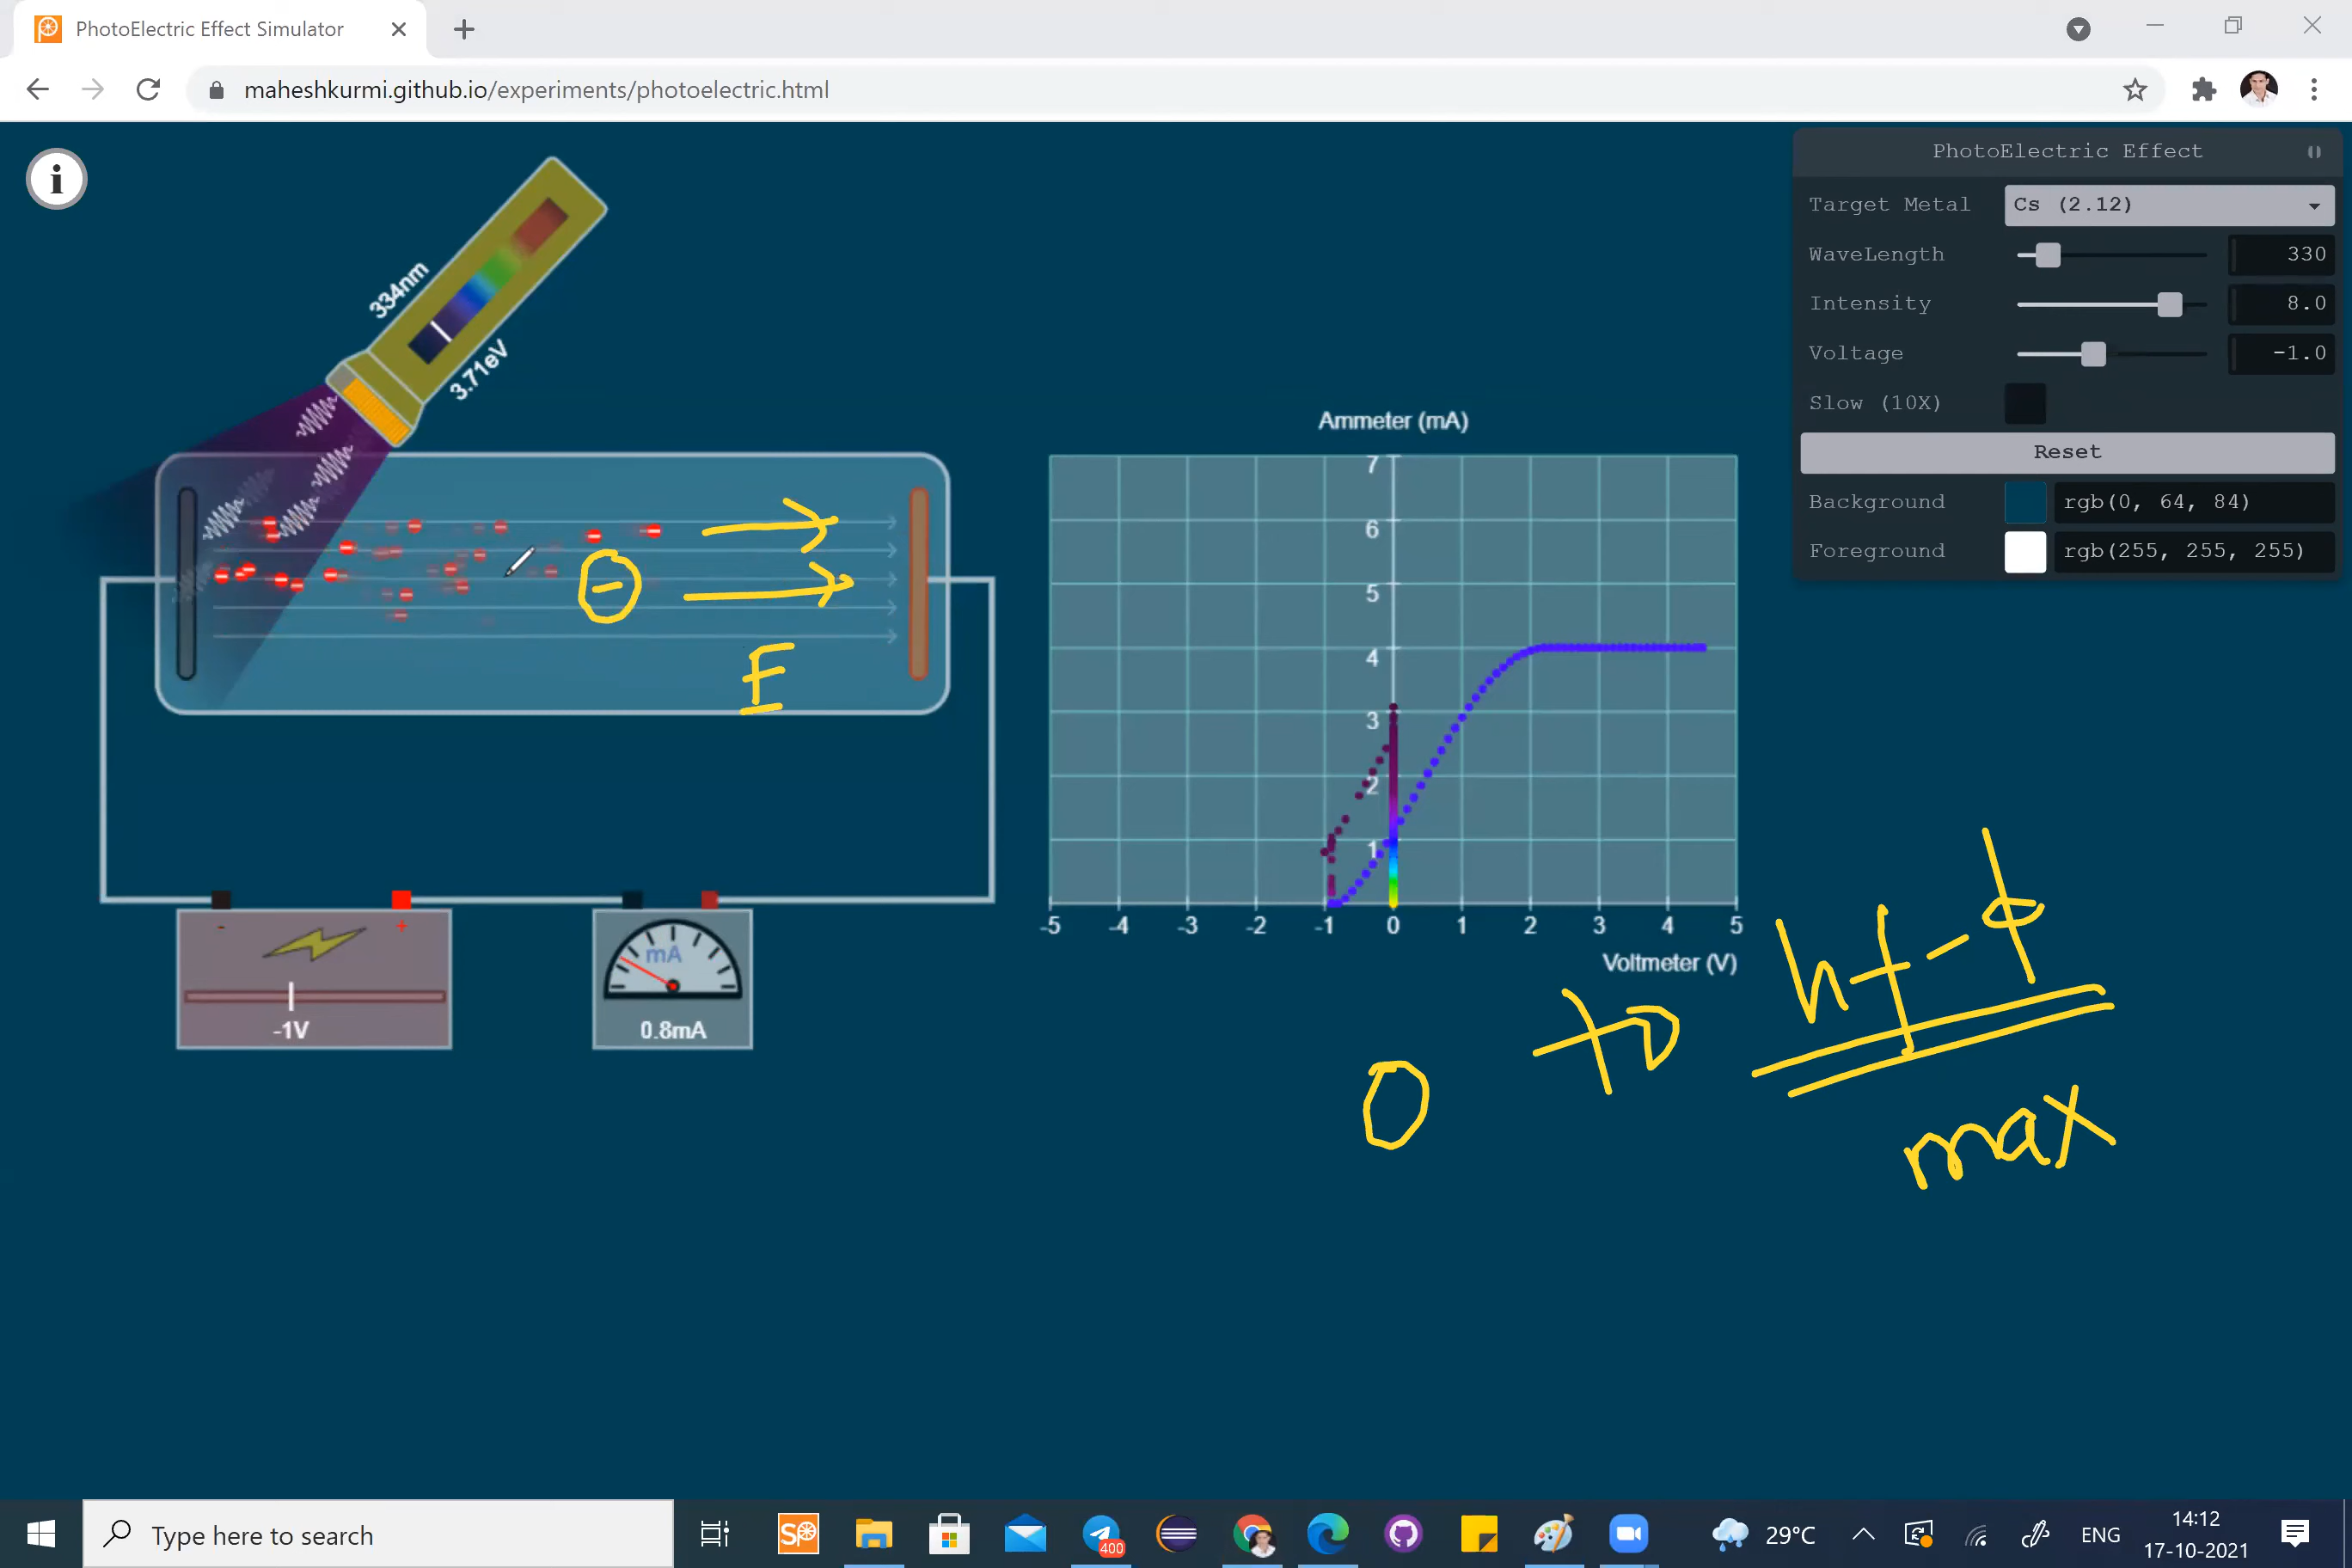 PhotoElectric Effect Simulator
maheshkurmi.github.io/experiments/photoelectric.html
i
PhotoElectric Effect
Target Metal Cs (2.12)
WaveLength 330
Intensity 8.0
Voltage -1.0
Slow (10X)
Reset
Background rgb(0, 64, 84)
Foreground rgb(255, 255, 255)
334nm
3.71eV
E
Ammeter (mA)
7
6
5
4
3
2
1
-5 -4 -3 -2 -1 0 1 2 3 4 5
Voltmeter (V)
- +
-1V
mA
0.8mA
0 to hf-ϕ
max
Type here to search
SP
400
29°C
ENG
14:12
17-10-2021